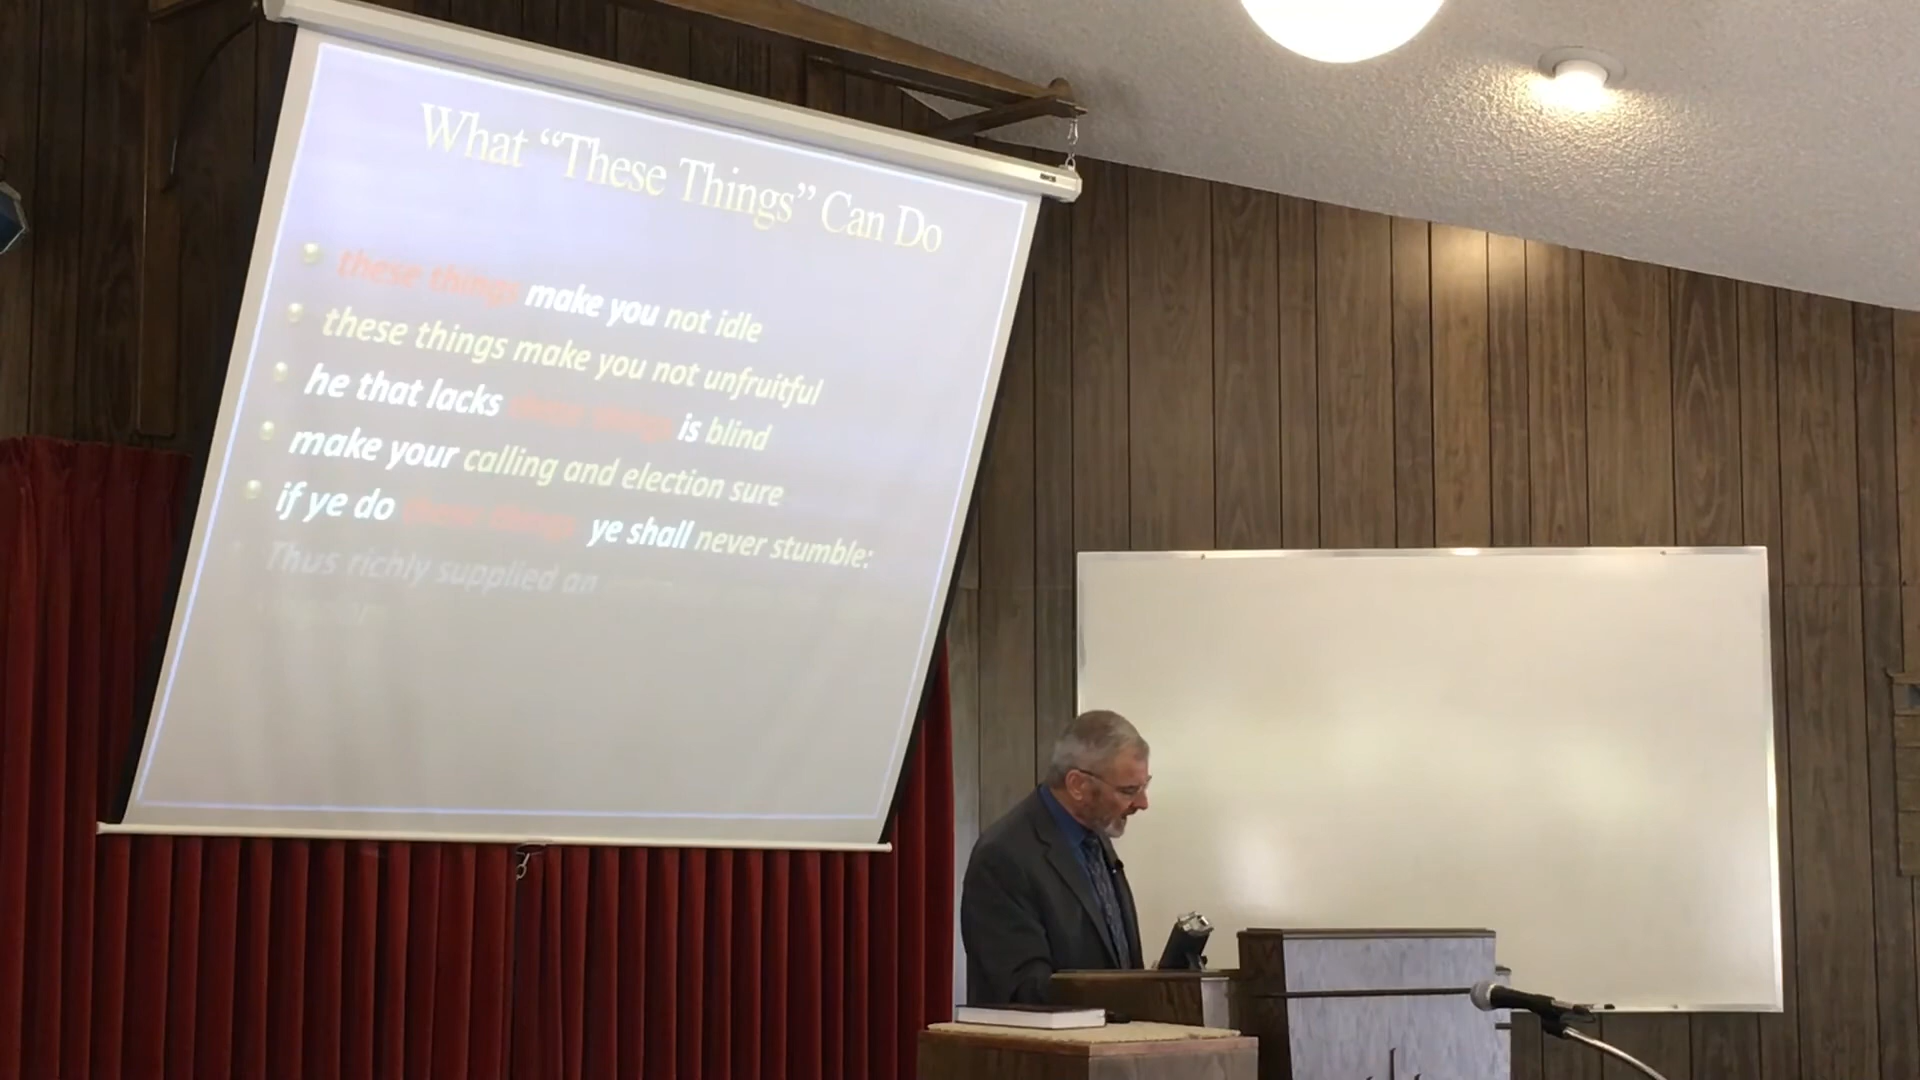 What “These Things” Can Do
these things make you not idle
these things make you not unfruitful
he that lacks these things is blind
make your calling and election sure
if ye do these things ye shall never stumble:
Thus richly supplied an